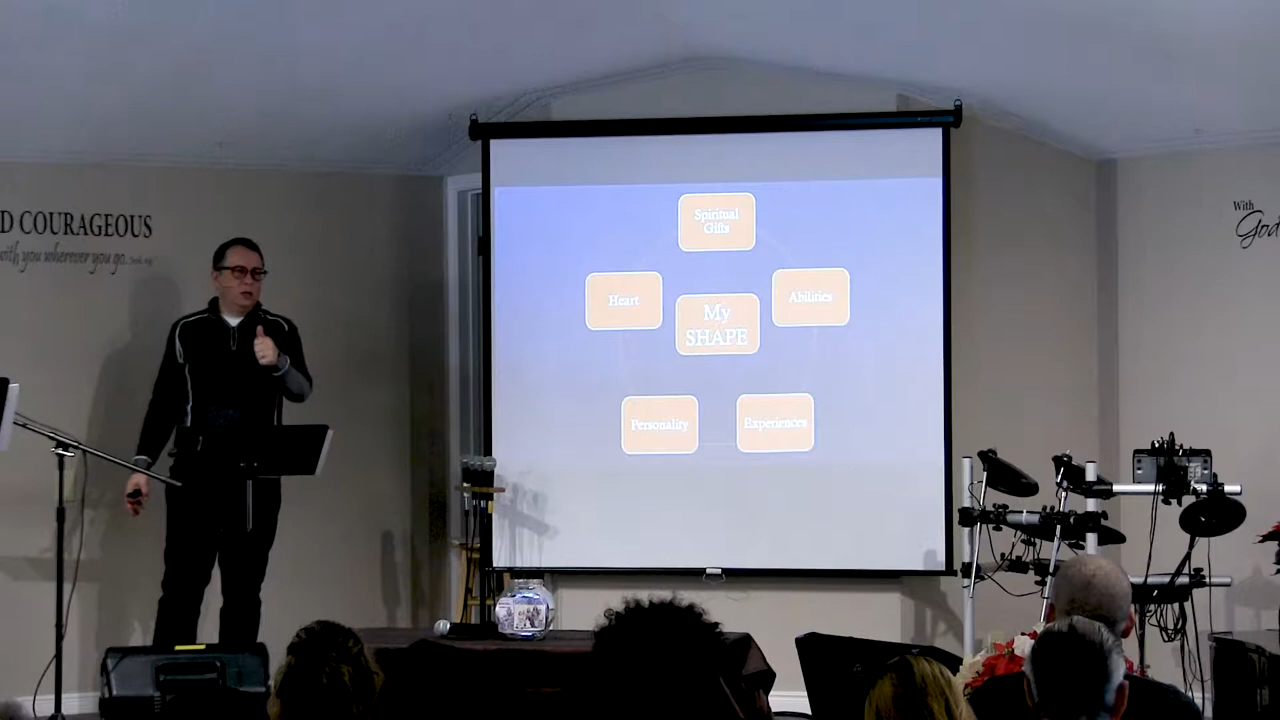 D COURAGEOUS
with you wherever you go.
Spiritual
Gifts
Heart
Abilities
My
SHAPE
Personality
Experiences
With
God